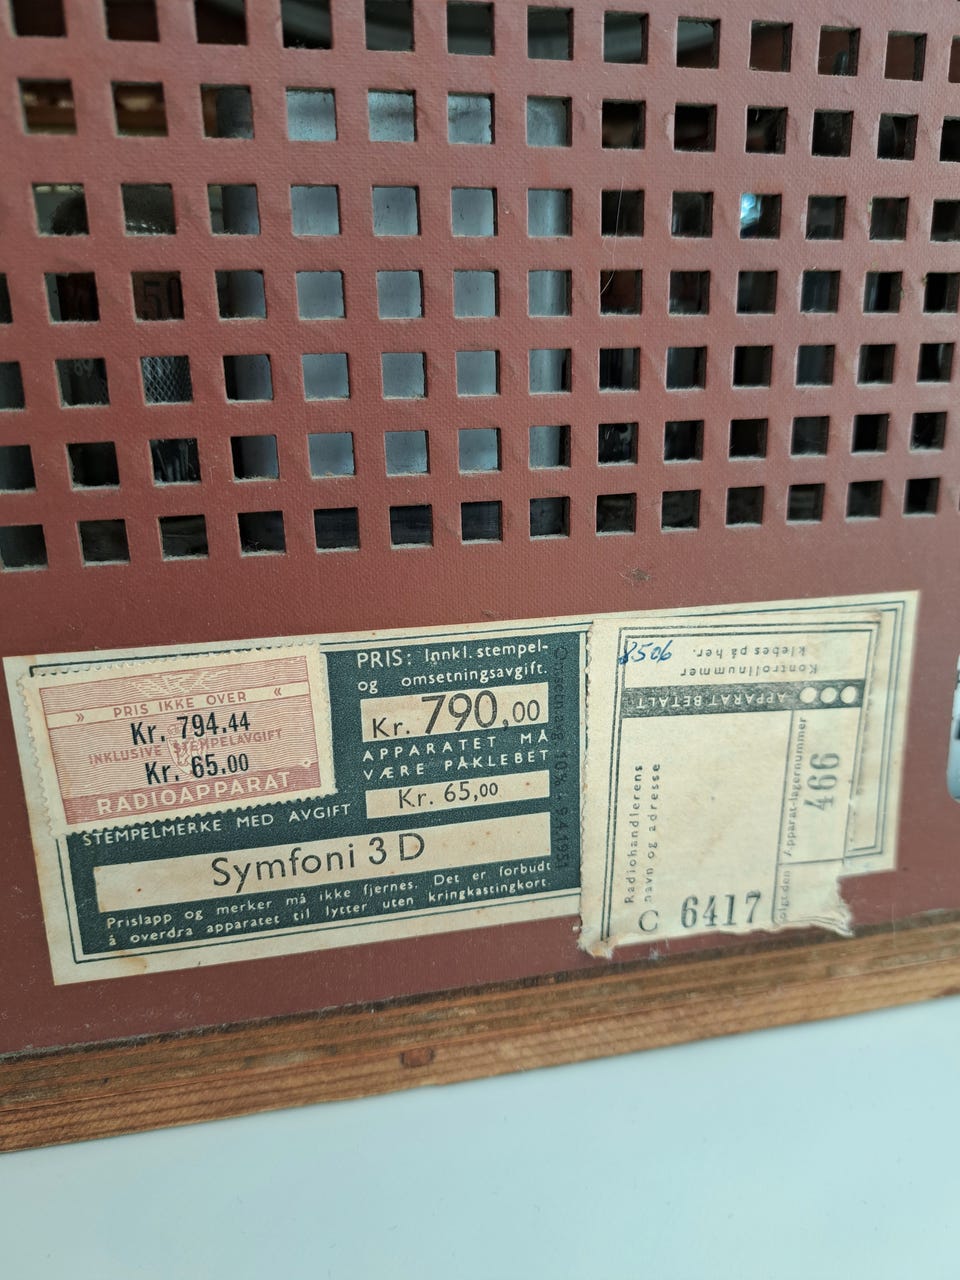 » PRIS IKKE OVER «
Kr. 794.44
INKLUSIVE STEMPELAVGIFT
Kr. 65.00
RADIOAPPARAT
PRIS: Innkl. stempel-
og omsetningsavgift.
Kr. 790,00
APPARATET MÅ
VÆRE PÅKLEBET
STEMPELMERKE MED AVGIFT
Kr. 65,00
Symfoni 3 D
Prislapp og merker må ikke fjernes. Det er forbudt
å overdra apparatet til lytter uten kringkastingkort.
8506
Kontrollnummer
klebes på her.
APPARAT BETALT
Radiohandlerens
navn og adresse
Apparat-lagernummer
466
C 6417